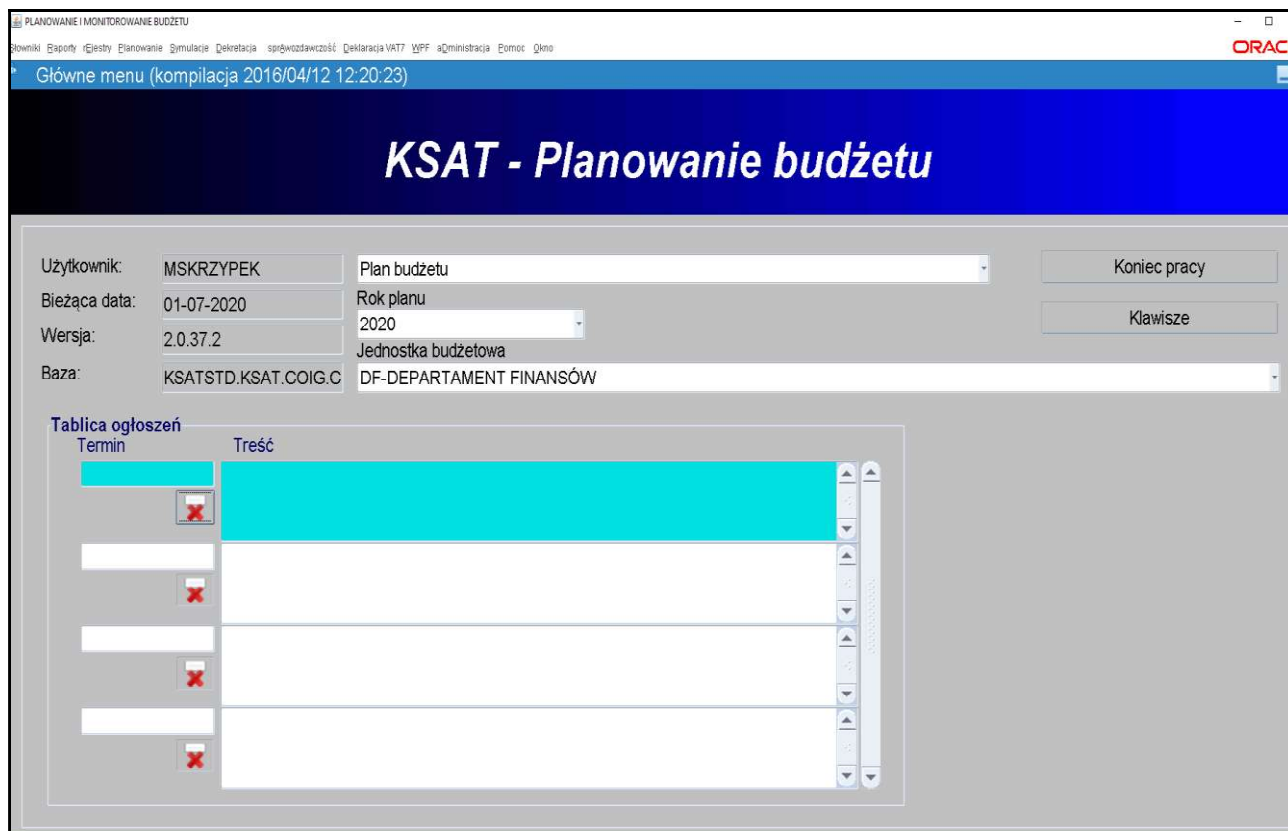 PLANOWANIE I MONITOROWANIE BUDŻETU
Słowniki Raporty rEjestry Planowanie Symulacje Dekretacja sprAwozdawczość Deklaracja VAT7 WPF aDministracja Pomoc Okno
ORAC
Główne menu (kompilacja 2016/04/12 12:20:23)
KSAT - Planowanie budżetu
Użytkownik: MSKRZYPEK Plan budżetu Koniec pracy
Bieżąca data: 01-07-2020 Rok planu
2020 Klawisze
Wersja: 2.0.37.2
Jednostka budżetowa
Baza: KSATSTD.KSAT.COIG.C DF-DEPARTAMENT FINANSÓW
Tablica ogłoszeń
Termin Treść